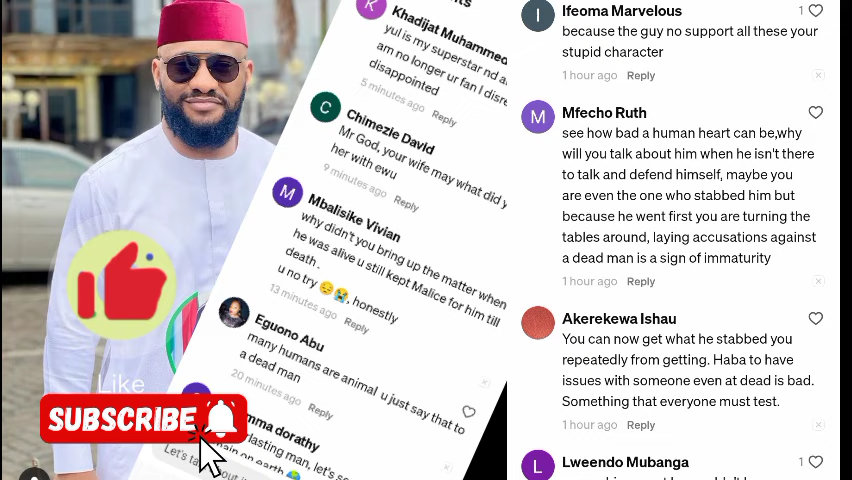 Khadijat Muhammed
yul is my superstar nd a
am no longer ur fan I disre
disappointed
5 minutes ago Reply
Chimezle David
Mr God, your wife may what did y
her with ewu
9 minutes ago Reply
Mbalisike Vivian
why didn't you bring up the matter when
he was alive u still kept Malice for him till
death .
u no try 😔😭, honestly
13 minutes ago Reply
Eguono Abu
many humans are animal u just say that to
a dead man
20 minutes ago Reply
mma dorathy
lasting man, let's
on earth 🌍
Like
SUBSCRIBE
Ifeoma Marvelous 1
because the guy no support all these your
stupid character
1 hour ago Reply
Mfecho Ruth
see how bad a human heart can be,why
will you talk about him when he isn't there
to talk and defend himself, maybe you
are even the one who stabbed him but
because he went first you are turning the
tables around, laying accusations against
a dead man is a sign of immaturity
1 hour ago Reply
Akerekewa Ishau
You can now get what he stabbed you
repeatedly from getting. Haba to have
issues with someone even at dead is bad.
Something that everyone must test.
1 hour ago Reply
Lweendo Mubanga 1